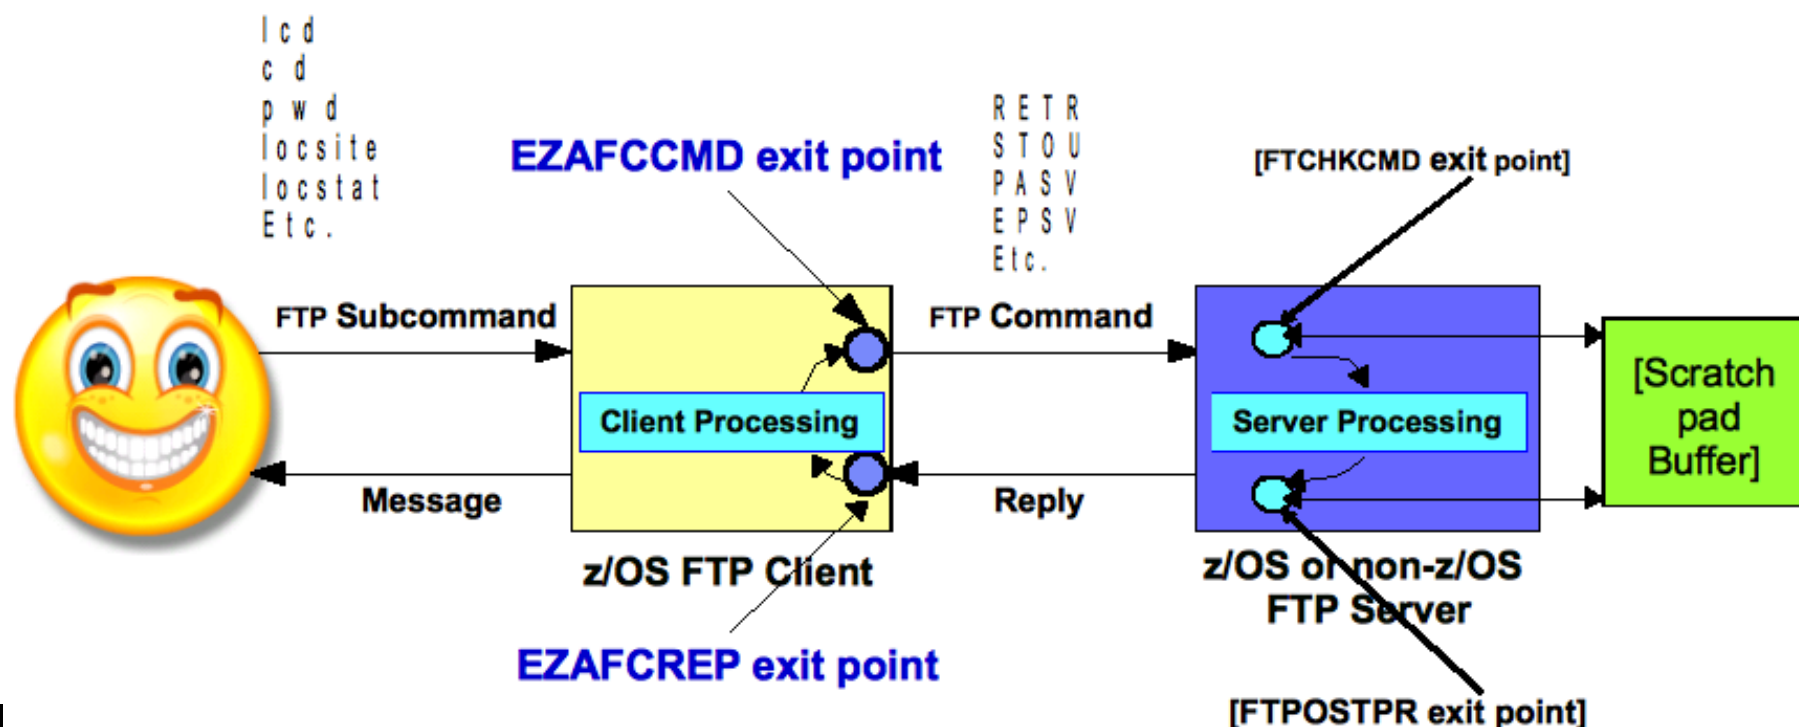 lcd
cd
pwd
locsite
locstat
Etc.
EZAFCCMD exit point
RETR
STOU
PASV
EPSV
Etc.
[FTCHKCMD exit point]
FTP Subcommand
FTP Command
Client Processing
Server Processing
[Scratch
pad
Buffer]
Message
Reply
z/OS FTP Client
z/OS or non-z/OS
FTP Server
EZAFCREP exit point
[FTPOSTPR exit point]